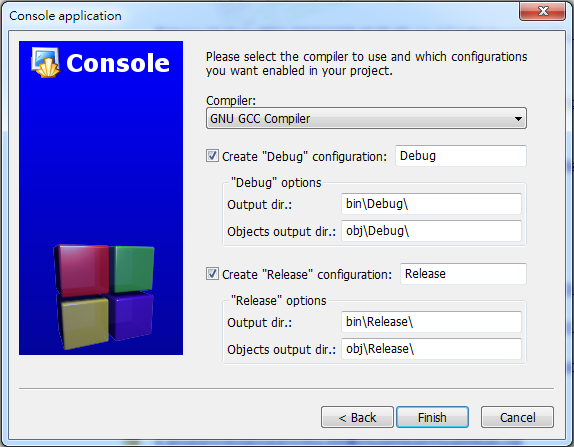 Console application
Console
Please select the compiler to use and which configurations
you want enabled in your project.
Compiler:
GNU GCC Compiler
Create "Debug" configuration: Debug
"Debug" options
Output dir.: bin\Debug\
Objects output dir.: obj\Debug\
Create "Release" configuration: Release
"Release" options
Output dir.: bin\Release\
Objects output dir.: obj\Release\
< Back Finish Cancel